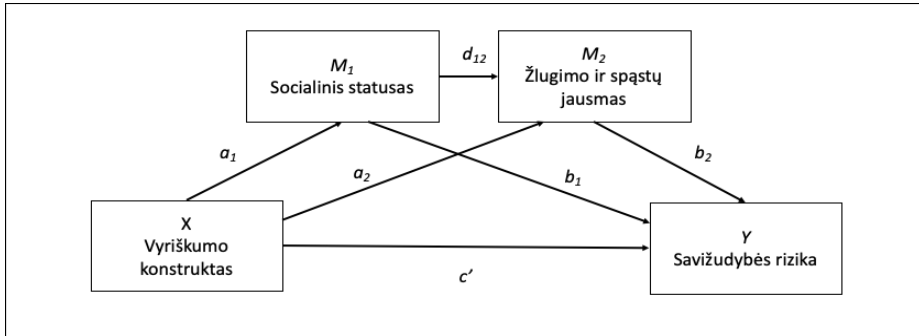 M1
Socialinis statusas
d12
M2
Žlugimo ir spąstų
jausmas
a1
a2
b1
b2
X
Vyriškumo
konstruktas
c’
Y
Savižudybės rizika